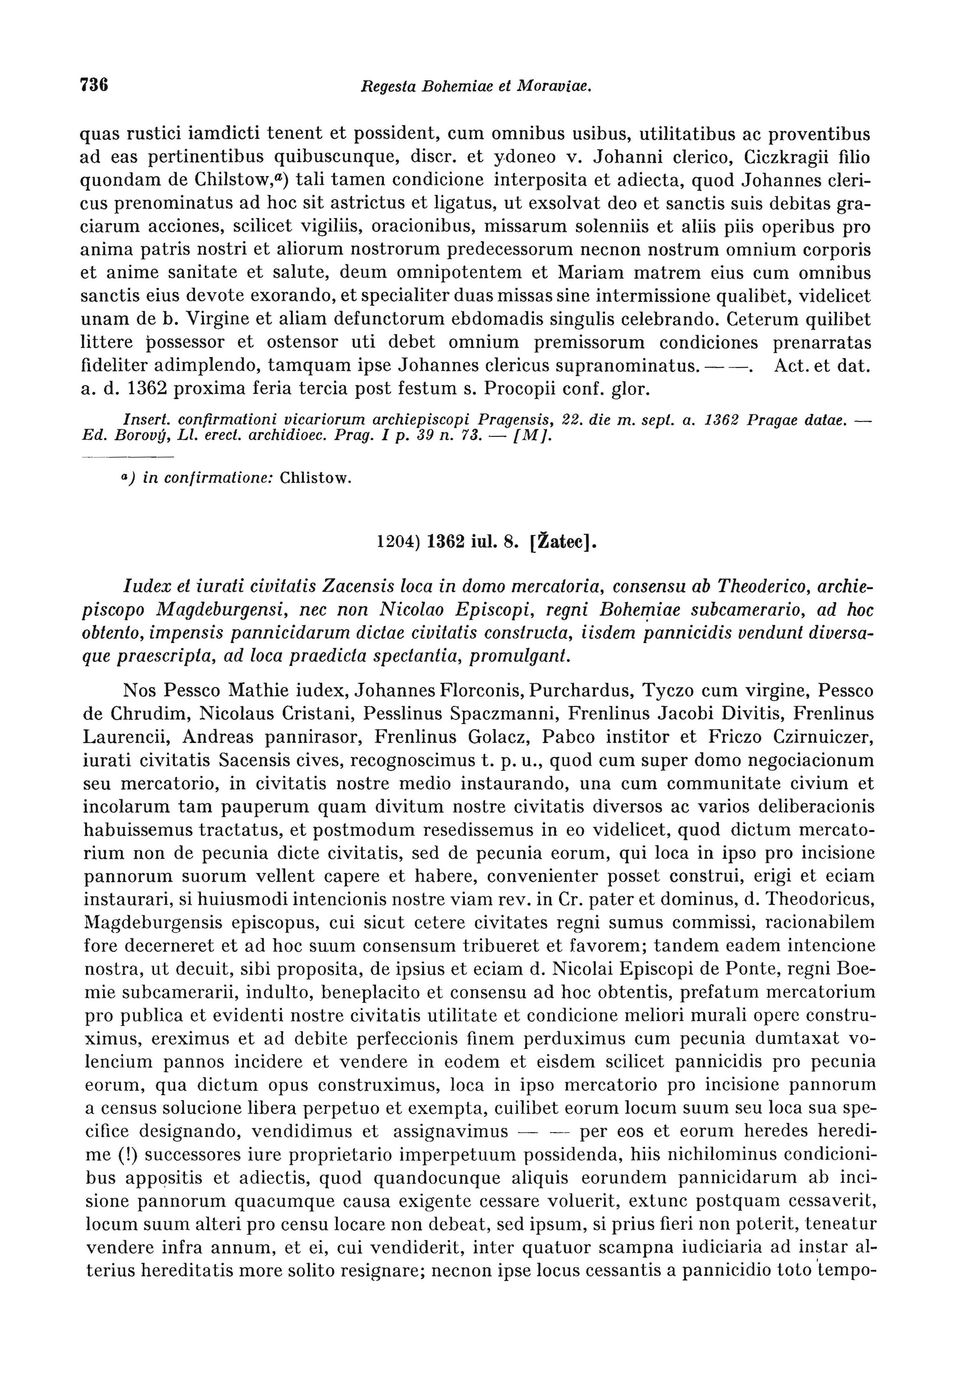 736 Regesta Bohemiae et Moraviae.
quas rustici iamdicti tenent et possident, cum omnibus usibus, utilitatibus ac proventibus
ad eas pertinentibus quibuscunque, discr. et ydoneo v. Johanni clerico, Ciczkragii filio
quondam de Chilstow,a) tali tamen condicione interposita et adiecta, quod Johannes cleri-
cus prenominatus ad hoc sit astrictus et ligatus, ut exsolvat deo et sanctis suis debitas gra-
ciarum acciones, scilicet vigiliis, oracionibus, missarum solenniis et aliis piis operibus pro
anima patris nostri et aliorum nostrorum predecessorum necnon nostrum omnium corporis
et anime sanitate et salute, deum omnipotentem et Mariam matrem eius cum omnibus
sanctis eius devote exorando, et specialiter duas missas sine intermissione qualibet, videlicet
unam de b. Virgine et aliam defunctorum ebdomadis singulis celebrando. Ceterum quilibet
littere possessor et ostensor uti debet omnium premissorum condiciones prenarratas
fideliter adimplendo, tamquam ipse Johannes clericus supranominatus. — —. Act. et dat.
a. d. 1362 proxima feria tercia post festum s. Procopii conf. glor.
Insert. confirmationi vicariorum archiepiscopi Pragensis, 22. die m. sept. a. 1362 Pragae datae. —
Ed. Borový, Ll. erect. archidioec. Prag. I p. 39 n. 73. — [M].
a) in confirmatione: Chlistow.
1204) 1362 iul. 8. [Žatec].
Iudex et iurati civitatis Zacensis loca in domo mercatoria, consensu ab Theoderico, archie-
piscopo Magdeburgensi, nec non Nicolao Episcopi, regni Bohemiae subcamerario, ad hoc
obtento, impensis pannicidarum dictae civitatis constructa, iisdem pannicidis vendunt diversa-
que praescripta, ad loca praedicta spectantia, promulgant.
Nos Pessco Mathie iudex, Johannes Florconis, Purchardus, Tyczo cum virgine, Pessco
de Chrudim, Nicolaus Cristani, Pesslinus Spaczmanni, Frenlinus Jacobi Divitis, Frenlinus
Laurencii, Andreas pannirasor, Frenlinus Golacz, Pabco institor et Friczo Czirnuiczer,
iurati civitatis Sacensis cives, recognoscimus t. p. u., quod cum super domo negociacionum
seu mercatorio, in civitatis nostre medio instaurando, una cum communitate civium et
incolarum tam pauperum quam divitum nostre civitatis diversos ac varios deliberacionis
habuissemus tractatus, et postmodum resedissemus in eo videlicet, quod dictum mercato-
rium non de pecunia dicte civitatis, sed de pecunia eorum, qui loca in ipso pro incisione
pannorum suorum vellent capere et habere, convenienter posset construi, erigi et eciam
instaurari, si huiusmodi intencionis nostre viam rev. in Cr. pater et dominus, d. Theodoricus,
Magdeburgensis episcopus, cui sicut cetere civitates regni sumus commissi, racionabilem
fore decerneret et ad hoc suum consensum tribueret et favorem; tandem eadem intencione
nostra, ut decuit, sibi proposita, de ipsius et eciam d. Nicolai Episcopi de Ponte, regni Boe-
mie subcamerarii, indulto, beneplacito et consensu ad hoc obtentis, prefatum mercatorium
pro publica et evidenti nostre civitatis utilitate et condicione meliori murali opere constru-
ximus, ereximus et ad debite perfeccionis finem perduximus cum pecunia dumtaxat vo-
lencium pannos incidere et vendere in eodem et eisdem scilicet pannicidis pro pecunia
eorum, qua dictum opus construximus, loca in ipso mercatorio pro incisione pannorum
a census solucione libera perpetuo et exempta, cuilibet eorum locum suum seu loca sua spe-
cifice designando, vendidimus et assignavimus — — per eos et eorum heredes heredi-
me (!) successores iure proprietario imperpetuum possidenda, hiis nichilominus condicioni-
bus appositis et adiectis, quod quandocunque aliquis eorundem pannicidarum ab inci-
sione pannorum quacumque causa exigente cessare voluerit, extunc postquam cessaverit,
locum suum alteri pro censu locare non debeat, sed ipsum, si prius fieri non poterit, teneatur
vendere infra annum, et ei, cui vendiderit, inter quatuor scampna iudiciaria ad instar al-
terius hereditatis more solito resignare; necnon ipse locus cessantis a pannicidio toto tempo-